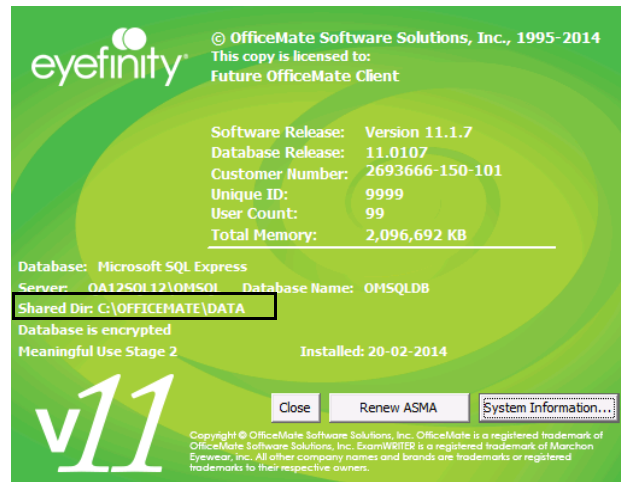 eyefinity
© OfficeMate Software Solutions, Inc., 1995-2014
This copy is licensed to:
Future OfficeMate Client
Software Release: Version 11.1.7
Database Release: 11.0107
Customer Number: 2693666-150-101
Unique ID: 9999
User Count: 99
Total Memory: 2,096,692 KB
Database: Microsoft SQL Express
Server: OA12SQL12\OMSQL Database Name: OMSQLDB
Shared Dir: C:\OFFICEMATE\DATA
Database is encrypted
Meaningful Use Stage 2 Installed: 20-02-2014
v11
Close Renew ASMA System Information...
Copyright © OfficeMate Software Solutions, Inc. OfficeMate is a registered trademark of
OfficeMate Software Solutions, Inc. ExamWRITER is a registered trademark of Marchon
Eyewear, Inc. All other company names and brands are trademarks or registered
trademarks to their respective owners.